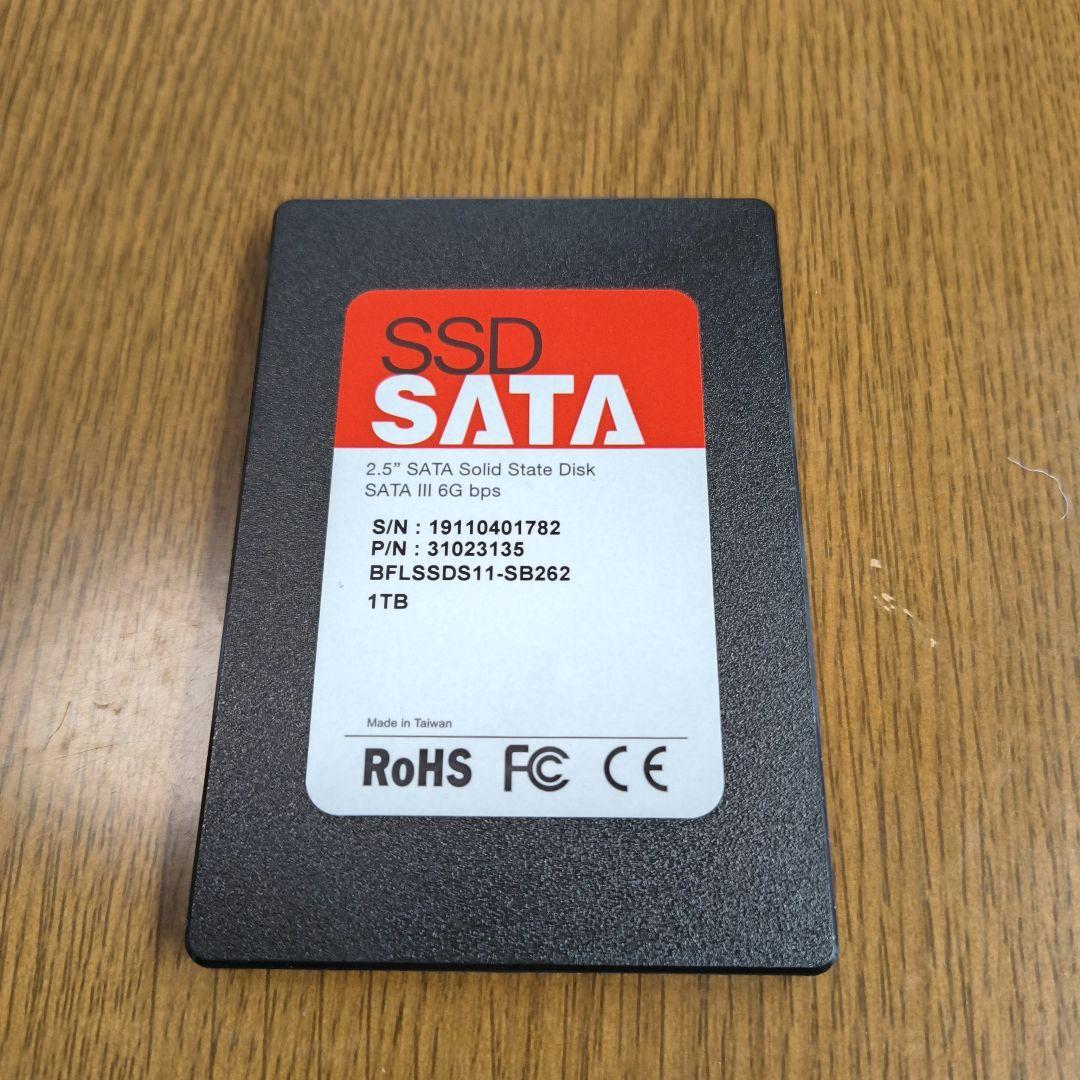 SSD
SATA
2.5” SATA Solid State Disk
SATA III 6G bps
S/N : 19110401782
P/N : 31023135
BFLSSDS11-SB262
1TB
Made in Taiwan
RoHS FC CE